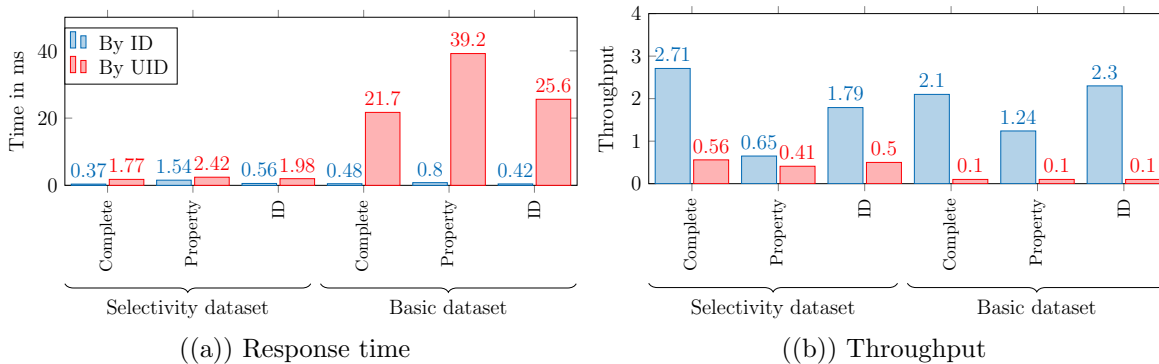 Time in ms
40
20
0
By ID
By UID
0.37
1.77
1.54
2.42
0.56
1.98
0.48
21.7
0.8
39.2
0.42
25.6
Complete
Property
ID
Complete
Property
ID
Selectivity dataset
Basic dataset
((a)) Response time
Throughput
4
3
2
1
0
2.71
0.56
0.65
0.41
1.79
0.5
2.1
0.1
1.24
0.1
2.3
0.1
Complete
Property
ID
Complete
Property
ID
Selectivity dataset
Basic dataset
((b)) Throughput